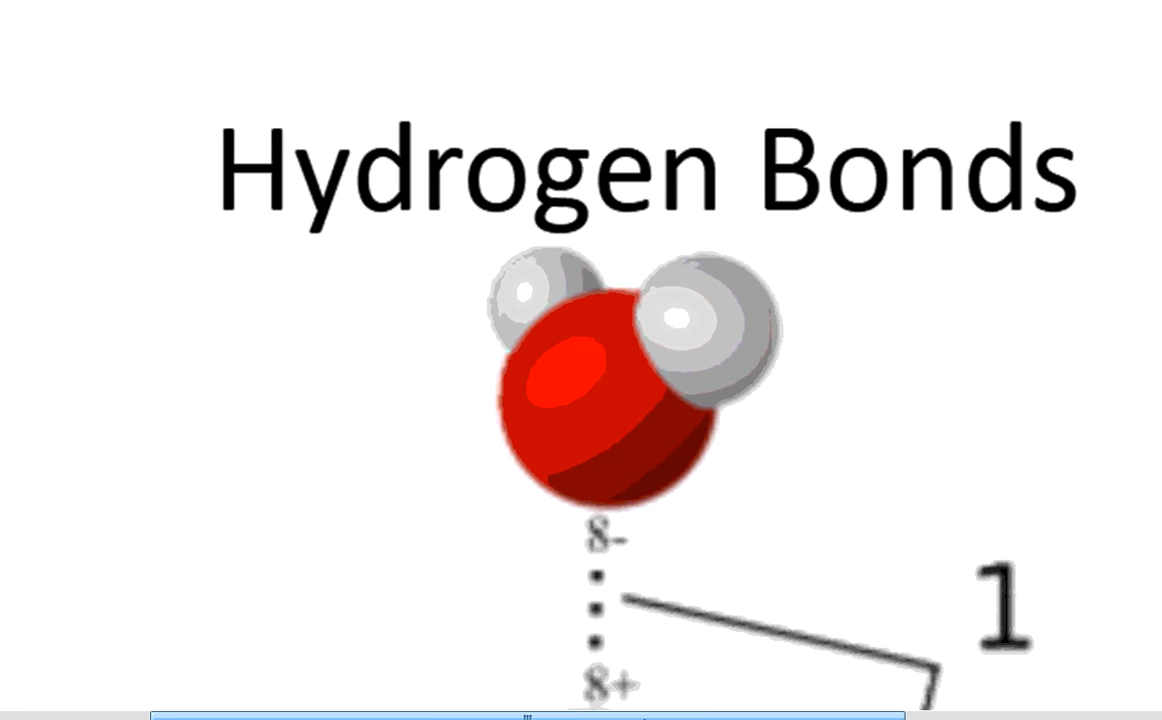 Hydrogen Bonds
δ-
1
δ+